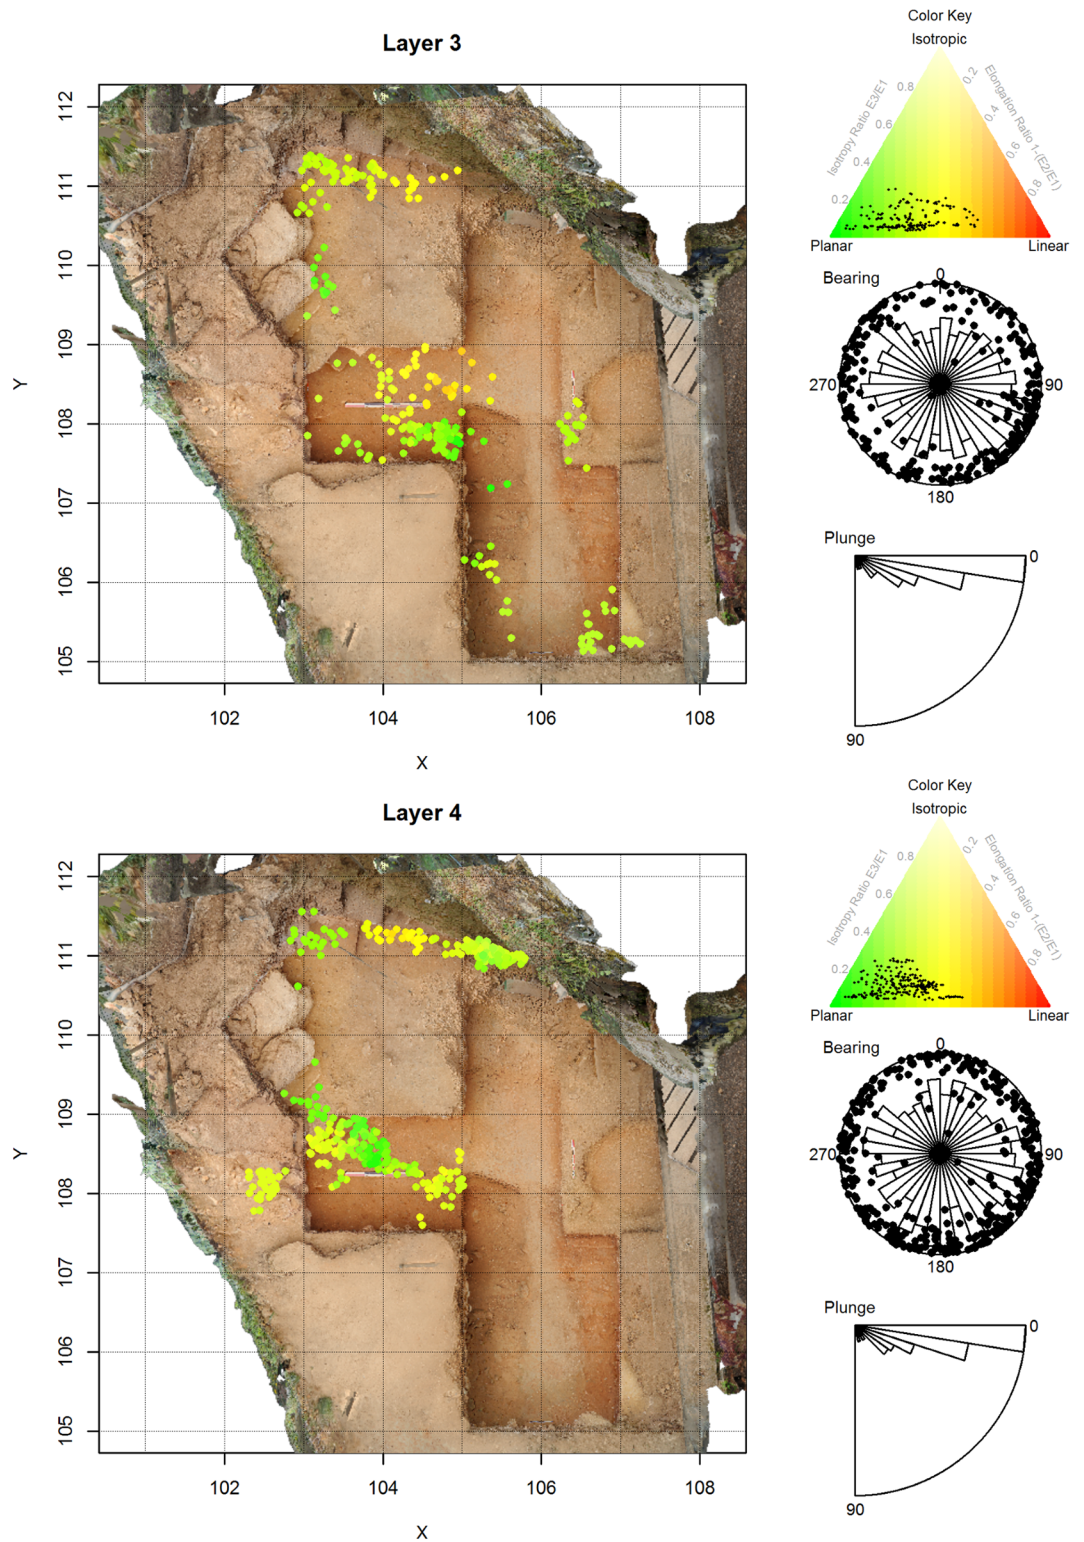 Layer 3
112
111
110
109
108
107
106
105
Y
102
104
106
108
X
Color Key
Isotropic
Isotropy Ratio E3/E1
0.8
0.6
0.4
0.2
Elongation Ratio 1-(E2/E1)
0.2
0.4
0.6
0.8
Planar
Linear
Bearing
0
270
90
180
Plunge
0
90
Layer 4
112
111
110
109
108
107
106
105
Y
102
104
106
108
X
Color Key
Isotropic
Isotropy Ratio E3/E1
0.8
0.6
0.4
0.2
Elongation Ratio 1-(E2/E1)
0.2
0.4
0.6
0.8
Planar
Linear
Bearing
0
270
90
180
Plunge
0
90